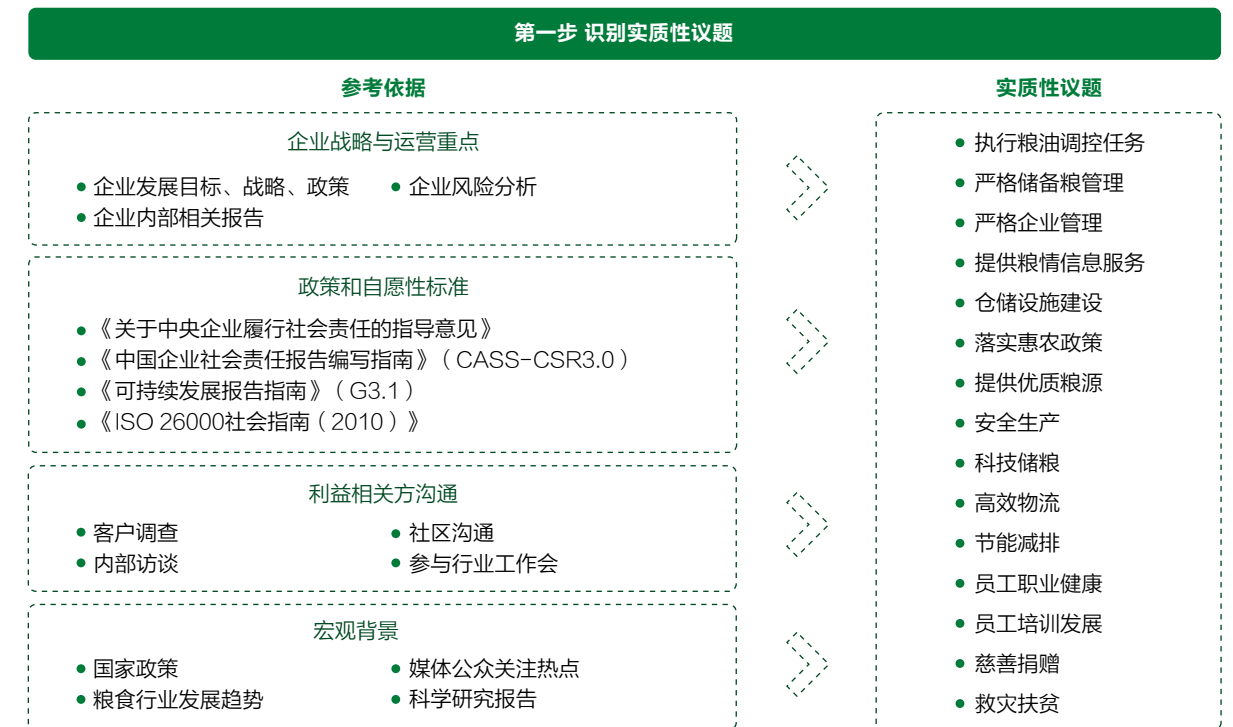 第一步 识别实质性议题
参考依据
企业战略与运营重点
企业发展目标、战略、政策
企业风险分析
企业内部相关报告
政策和自愿性标准
《关于中央企业履行社会责任的指导意见》
《中国企业社会责任报告编写指南》（CASS-CSR3.0）
《可持续发展报告指南》（G3.1）
《ISO 26000社会指南（2010）》
利益相关方沟通
客户调查
社区沟通
内部访谈
参与行业工作会
宏观背景
国家政策
媒体公众关注热点
粮食行业发展趋势
科学研究报告
实质性议题
执行粮油调控任务
严格储备粮管理
严格企业管理
提供粮情信息服务
仓储设施建设
落实惠农政策
提供优质粮源
安全生产
科技储粮
高效物流
节能减排
员工职业健康
员工培训发展
慈善捐赠
救灾扶贫